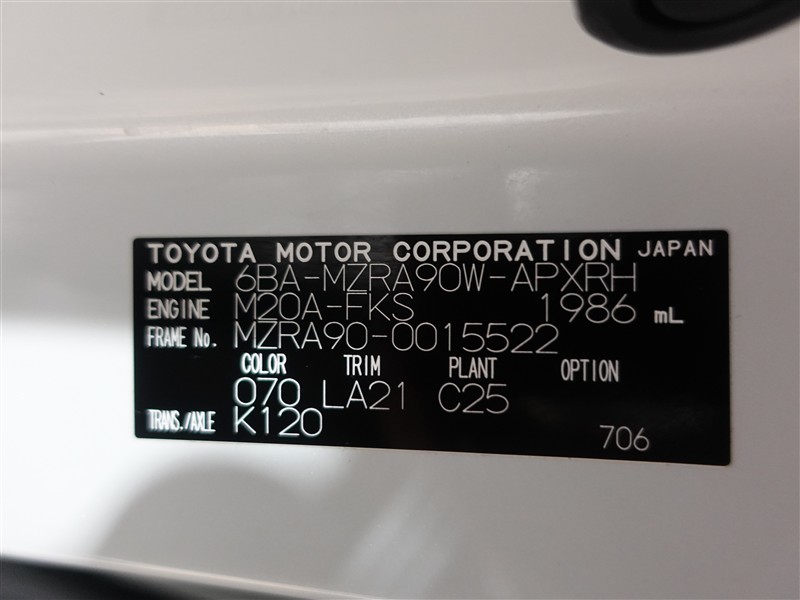 TOYOTA MOTOR CORPORATION JAPAN
MODEL 6BA-MZRA90W-APXRH
ENGINE M20A-FKS 1986 mL
FRAME No. MZRA90-0015522
COLOR TRIM PLANT OPTION
070 LA21 C25
TRANS./AXLE K120
706